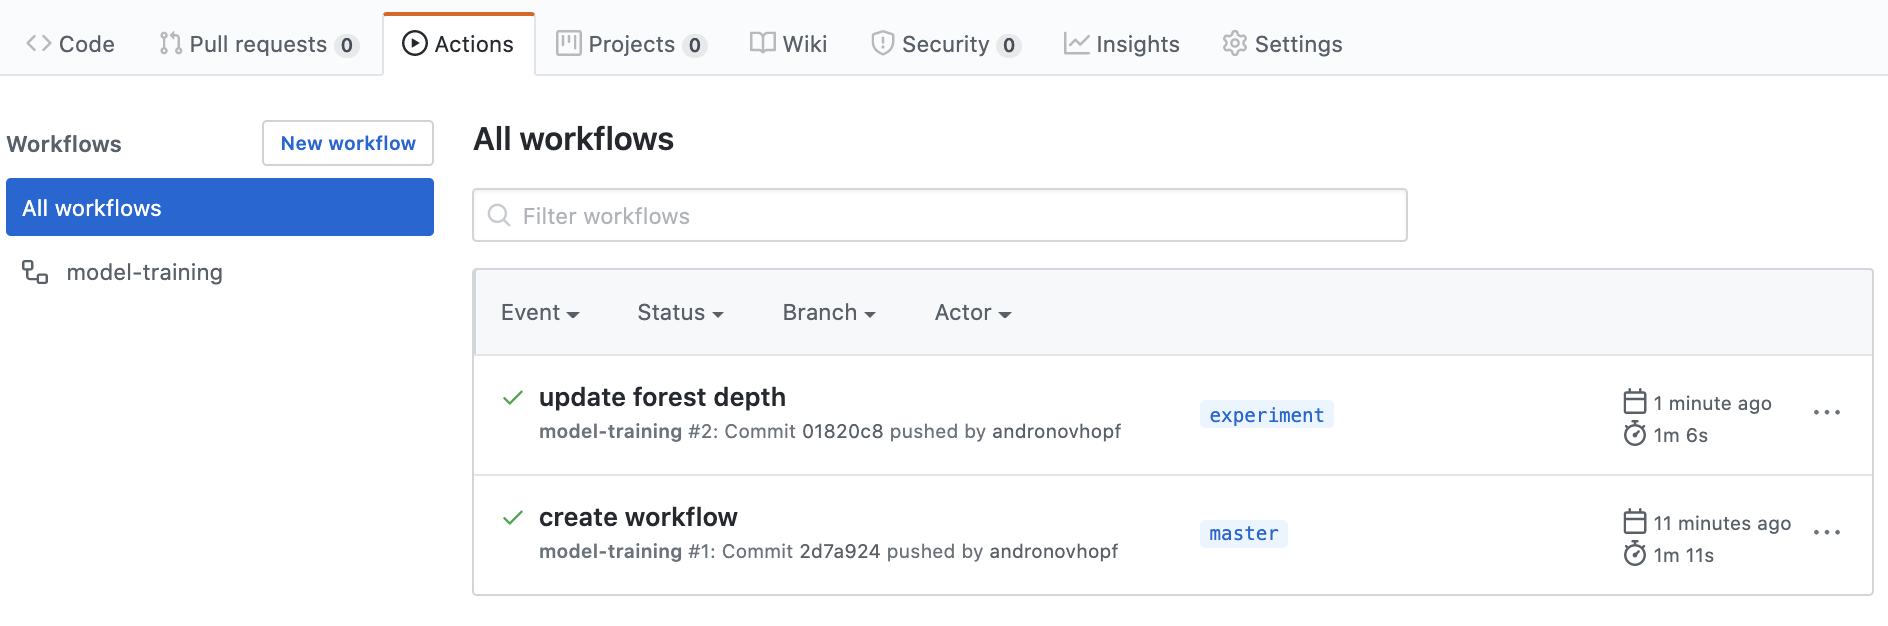 Code Pull requests 0 Actions Projects 0 Wiki Security 0 Insights Settings
Workflows
New workflow
All workflows
model-training
All workflows
Filter workflows
Event Status Branch Actor
update forest depth
model-training #2: Commit 01820c8 pushed by andronovhopf
experiment
1 minute ago
1m 6s
create workflow
model-training #1: Commit 2d7a924 pushed by andronovhopf
master
11 minutes ago
1m 11s